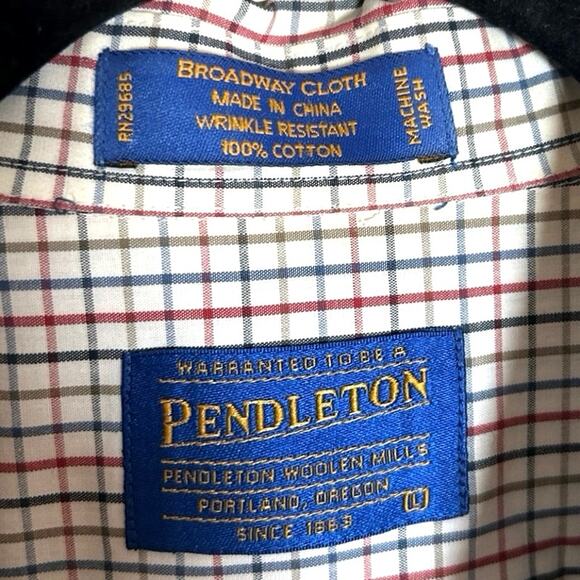 RN29685
BROADWAY CLOTH
MADE IN CHINA
WRINKLE RESISTANT
100% COTTON
MACHINE
WASH
WARRANTED TO BE A
PENDLETON
PENDLETON WOOLEN MILLS
PORTLAND, OREGON
L
SINCE 1863